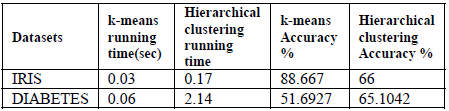 Datasets
k-means
running
time(sec)
Hierarchical
clustering
running
time
k-means
Accuracy
%
Hierarchical
clustering
Accuracy %
IRIS 0.03 0.17 88.667 66
DIABETES 0.06 2.14 51.6927 65.1042